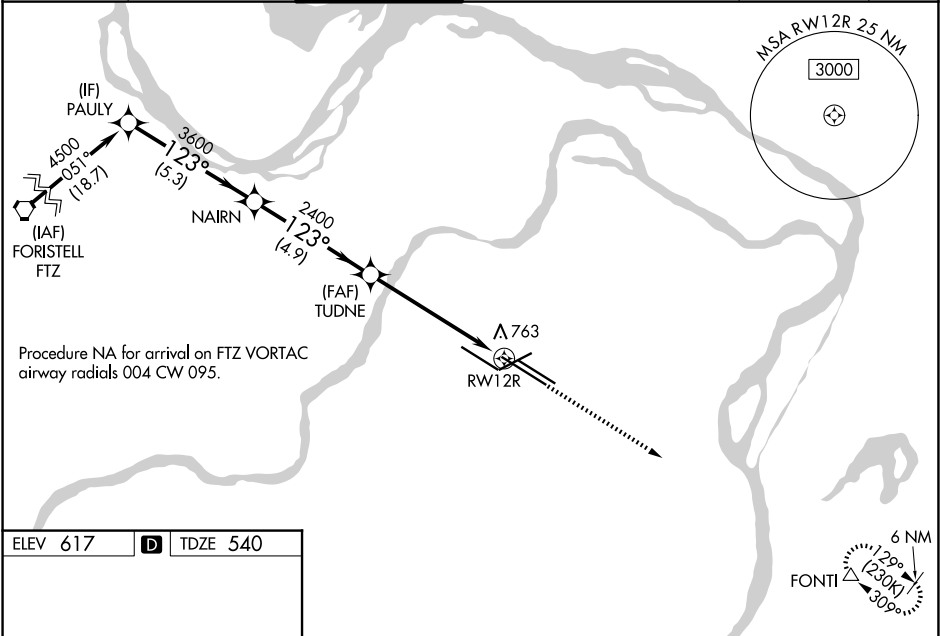 MSA RW12R 25 NM
3000
(IF)
PAULY
4500
051°
(18.7)
3600
123°
(5.3)
(IAF)
FORISTELL
FTZ
NAIRN
2400
123°
(4.9)
(FAF)
TUDNE
763
RW12R
Procedure NA for arrival on FTZ VORTAC
airway radials 004 CW 095.
ELEV 617
D
TDZE 540
6 NM
FONTI
129°
(230K)
309°